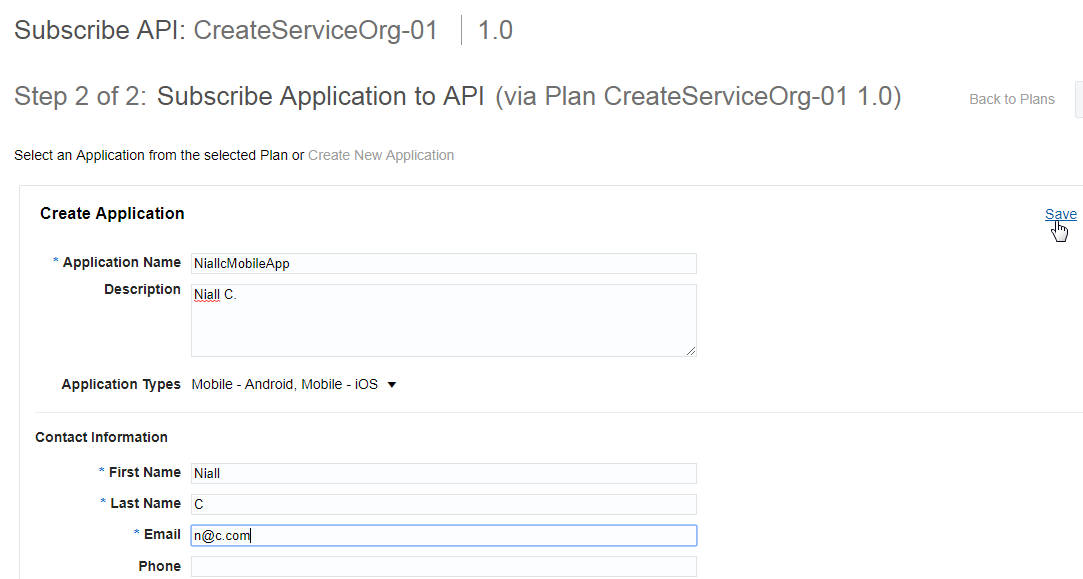 Subscribe API: CreateServiceOrg-01 1.0
Step 2 of 2: Subscribe Application to API (via Plan CreateServiceOrg-01 1.0) Back to Plans
Select an Application from the selected Plan or Create New Application
Create Application Save
* Application Name NiallcMobileApp
Description Niall C.
Application Types Mobile - Android, Mobile - iOS
Contact Information
* First Name Niall
* Last Name C
* Email n@c.com
Phone